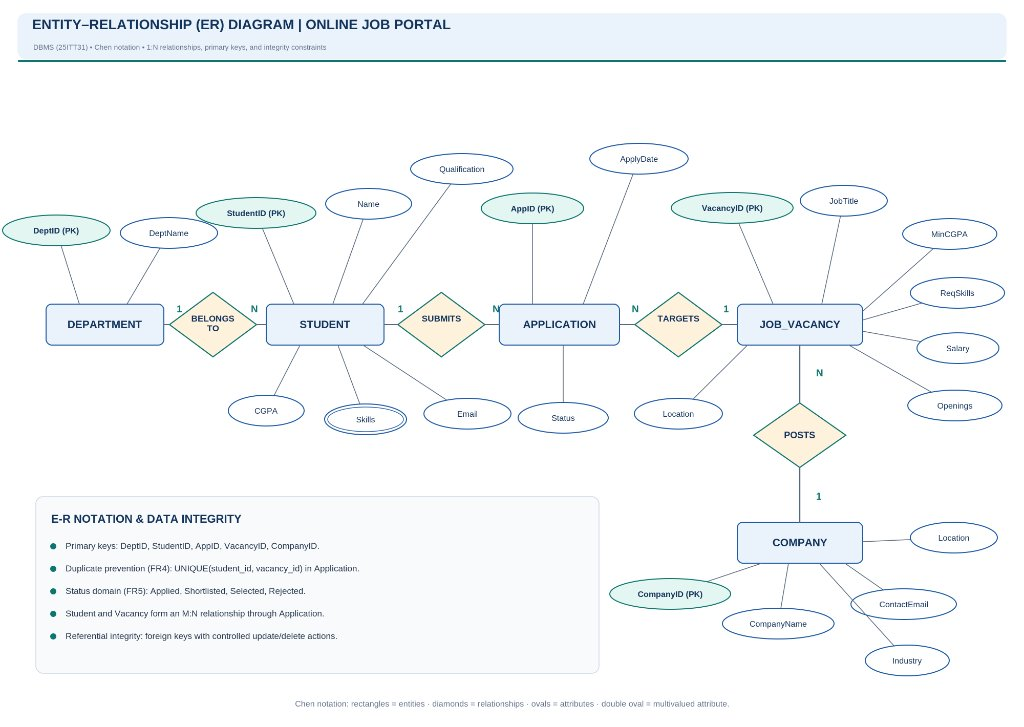 ENTITY–RELATIONSHIP (ER) DIAGRAM | ONLINE JOB PORTAL
DBMS (25ITT31) • Chen notation • 1:N relationships, primary keys, and integrity constraints
ApplyDate
Qualification
Name
StudentID (PK)
AppID (PK)
VacancyID (PK)
JobTitle
DeptID (PK)
DeptName
MinCGPA
ReqSkills
DEPARTMENT
1
BELONGS
TO
N
STUDENT
1
SUBMITS
N
APPLICATION
N
TARGETS
1
JOB_VACANCY
Salary
N
CGPA
Skills
Email
Status
Location
Openings
POSTS
1
COMPANY
Location
CompanyID (PK)
CompanyName
ContactEmail
Industry
E-R NOTATION & DATA INTEGRITY
Primary keys: DeptID, StudentID, AppID, VacancyID, CompanyID.
Duplicate prevention (FR4): UNIQUE(student_id, vacancy_id) in Application.
Status domain (FR5): Applied, Shortlisted, Selected, Rejected.
Student and Vacancy form an M:N relationship through Application.
Referential integrity: foreign keys with controlled update/delete actions.
Chen notation: rectangles = entities · diamonds = relationships · ovals = attributes · double oval = multivalued attribute.